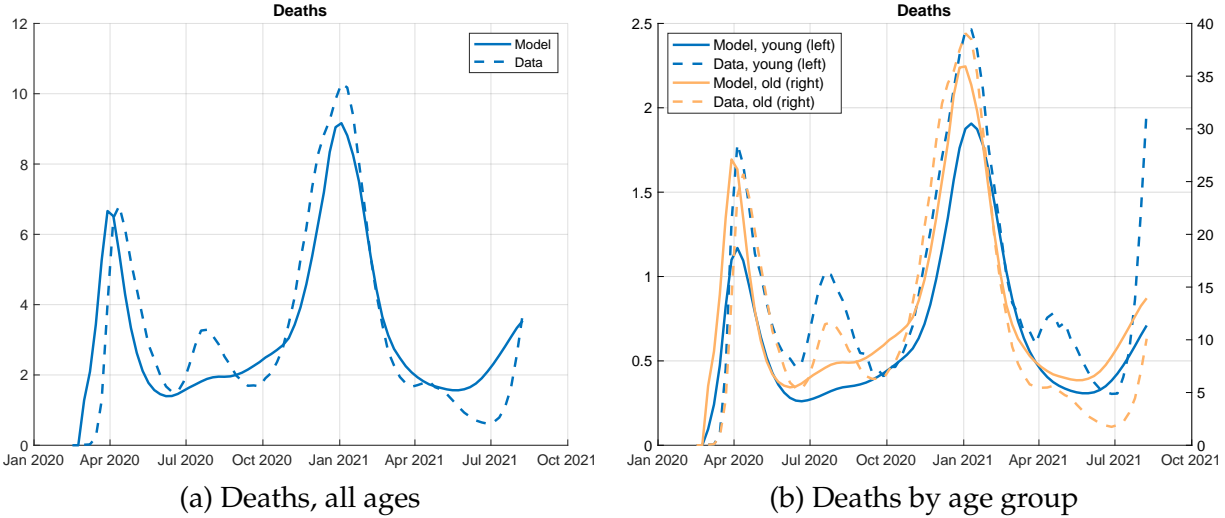 Deaths
12
10
8
6
4
2
0
Model
Data
Jan 2020 Apr 2020 Jul 2020 Oct 2020 Jan 2021 Apr 2021 Jul 2021 Oct 2021
(a) Deaths, all ages
Deaths
2.5
2
1.5
1
0.5
0
Model, young (left)
Data, young (left)
Model, old (right)
Data, old (right)
40
35
30
25
20
15
10
5
0
Jan 2020 Apr 2020 Jul 2020 Oct 2020 Jan 2021 Apr 2021 Jul 2021 Oct 2021
(b) Deaths by age group